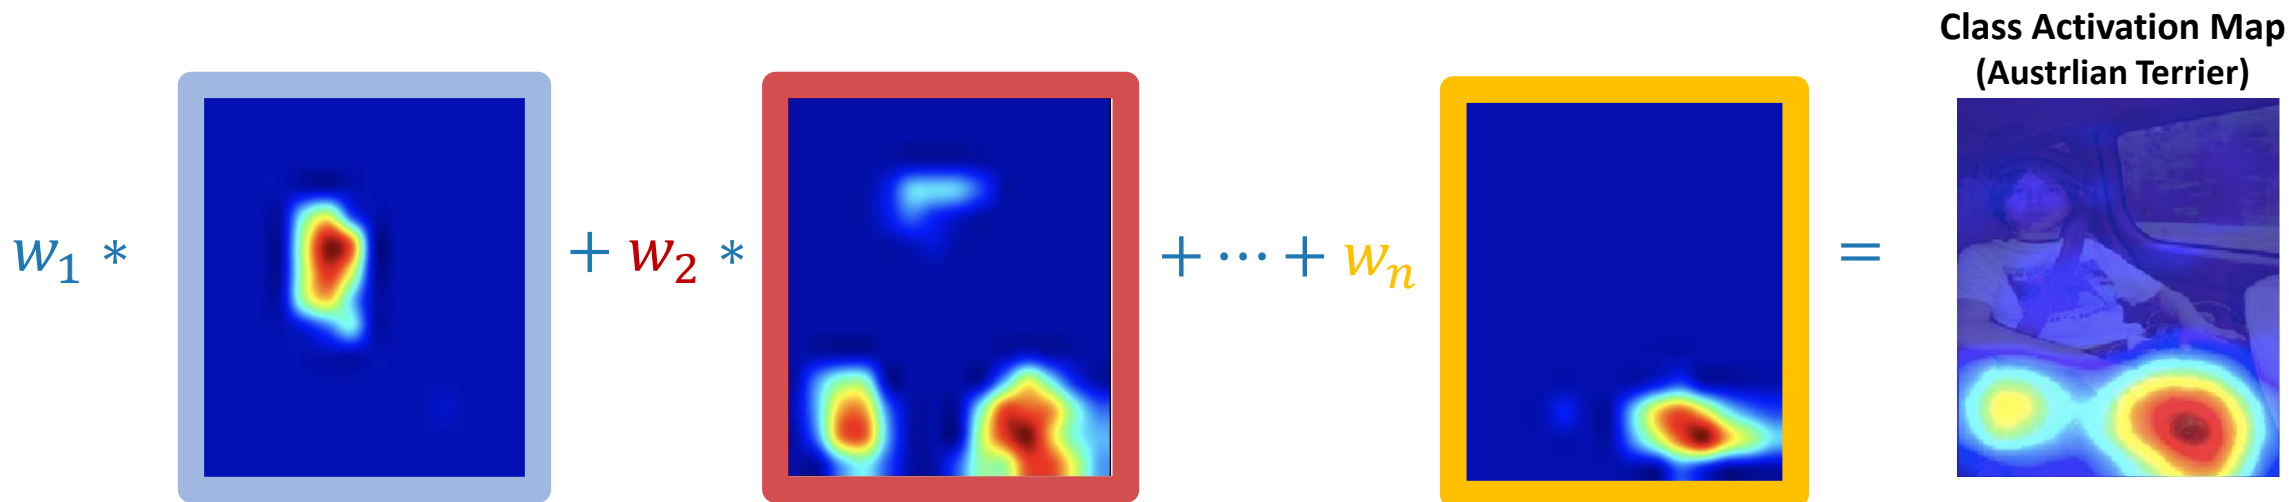 Class Activation Map
(Austrlian Terrier)
w₁ * + w₂ * + ··· + wₙ =